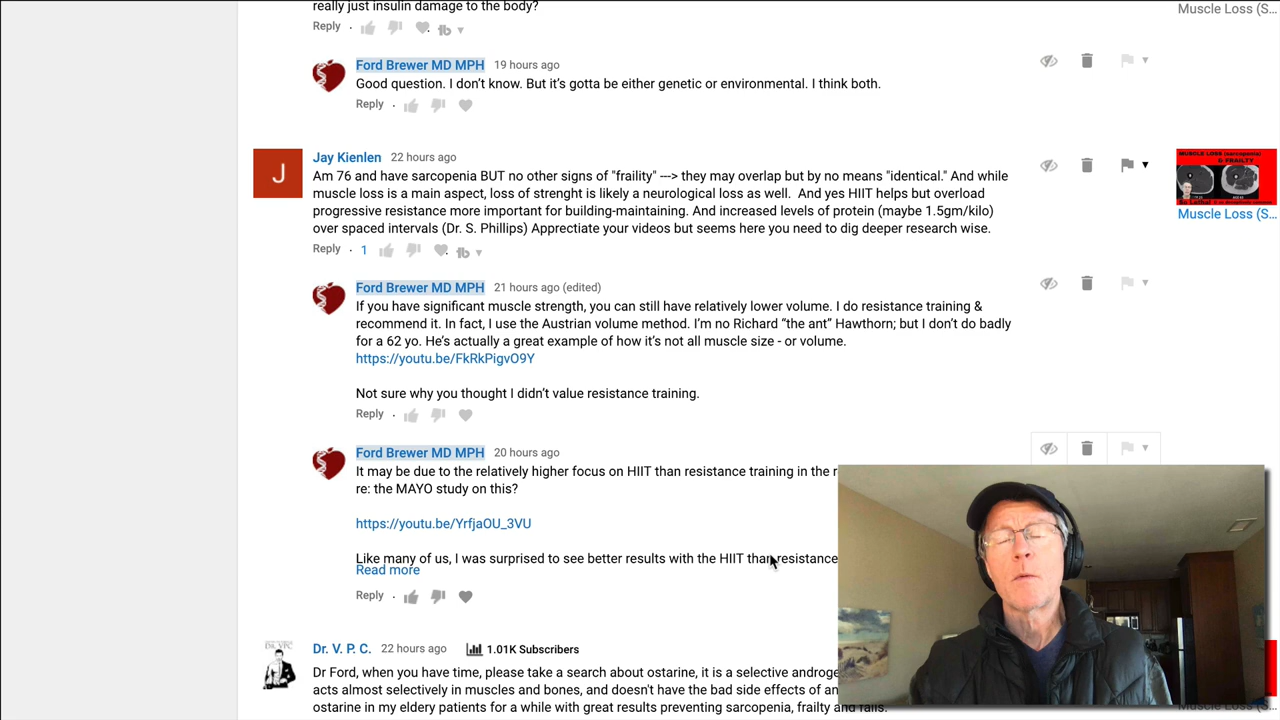 really just insulin damage to the body?
Muscle Loss (S...
Reply
Ford Brewer MD MPH 19 hours ago
Good question. I don’t know. But it’s gotta be either genetic or environmental. I think both.
Reply
J
Jay Kienlen 22 hours ago
Am 76 and have sarcopenia BUT no other signs of "fraility" ---> they may overlap but by no means "identical." And while
muscle loss is a main aspect, loss of strenght is likely a neurological loss as well. And yes HIIT helps but overload
progressive resistance more important for building-maintaining. And increased levels of protein (maybe 1.5gm/kilo)
over spaced intervals (Dr. S. Phillips) Appreciate your videos but seems here you need to dig deeper research wise.
MUSCLE LOSS (sarcopenia)
& FRAILTY
Muscle Loss (S...
Reply 1
Ford Brewer MD MPH 21 hours ago (edited)
If you have significant muscle strength, you can still have relatively lower volume. I do resistance training &
recommend it. In fact, I use the Austrian volume method. I’m no Richard “the ant” Hawthorn; but I don’t do badly
for a 62 yo. He’s actually a great example of how it’s not all muscle size - or volume.
https://youtu.be/FkRkPigvO9Y
Not sure why you thought I didn’t value resistance training.
Reply
Ford Brewer MD MPH 20 hours ago
It may be due to the relatively higher focus on HIIT than resistance training in the r
re: the MAYO study on this?
https://youtu.be/YrfjaOU_3VU
Like many of us, I was surprised to see better results with the HIIT than resistance
Read more
Reply
Dr. V. P. C. 22 hours ago 1.01K Subscribers
Dr Ford, when you have time, please take a search about ostarine, it is a selective androge
acts almost selectively in muscles and bones, and doesn't have the bad side effects of an
ostarine in my eldery patients for a while with great results preventing sarcopenia, frailty and falls.